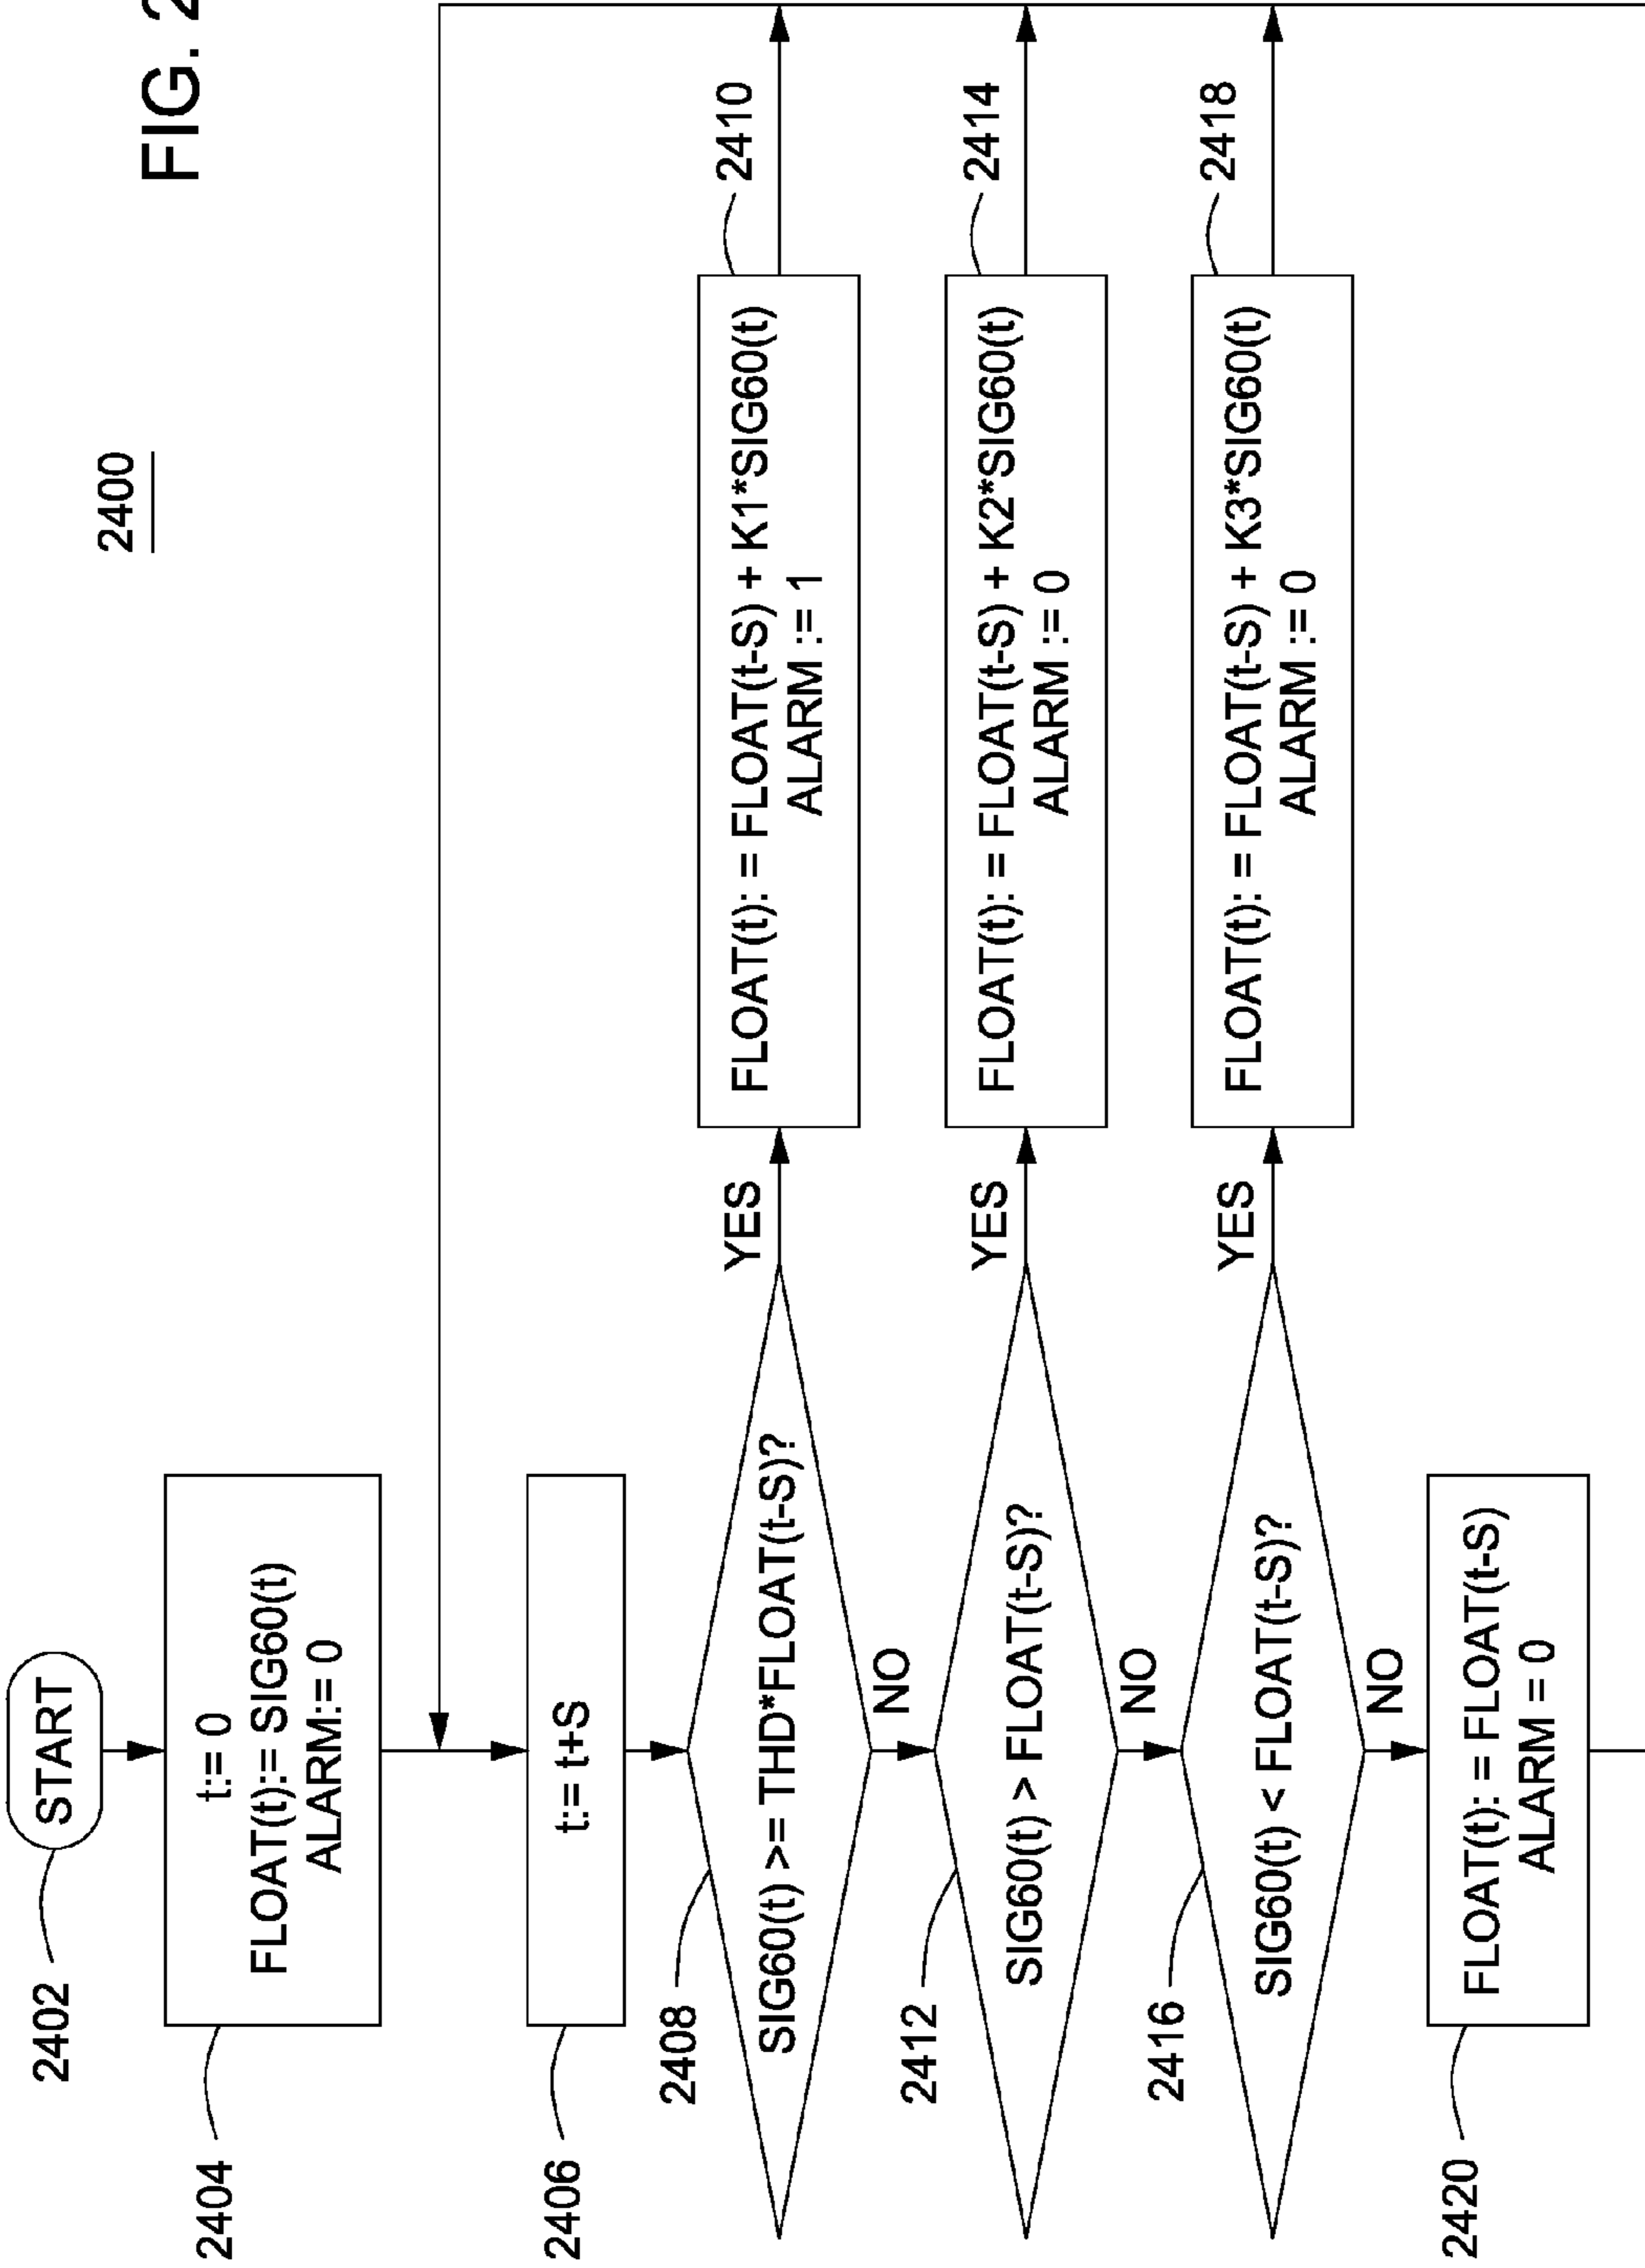 FIG. 2
2400
START
2402
t:= 0
FLOAT(t):= SIG60(t)
ALARM:= 0
2404
t:= t+S
2406
SIG60(t) >= THD*FLOAT(t-S)?
2408
YES
FLOAT(t): = FLOAT(t-S) + K1*SIG60(t)
ALARM := 1
2410
NO
SIG60(t) > FLOAT(t-S)?
2412
YES
FLOAT(t): = FLOAT(t-S) + K2*SIG60(t)
ALARM := 0
2414
NO
SIG60(t) < FLOAT(t-S)?
2416
YES
FLOAT(t): = FLOAT(t-S) + K3*SIG60(t)
ALARM := 0
2418
NO
FLOAT(t): = FLOAT(t-S)
ALARM = 0
2420